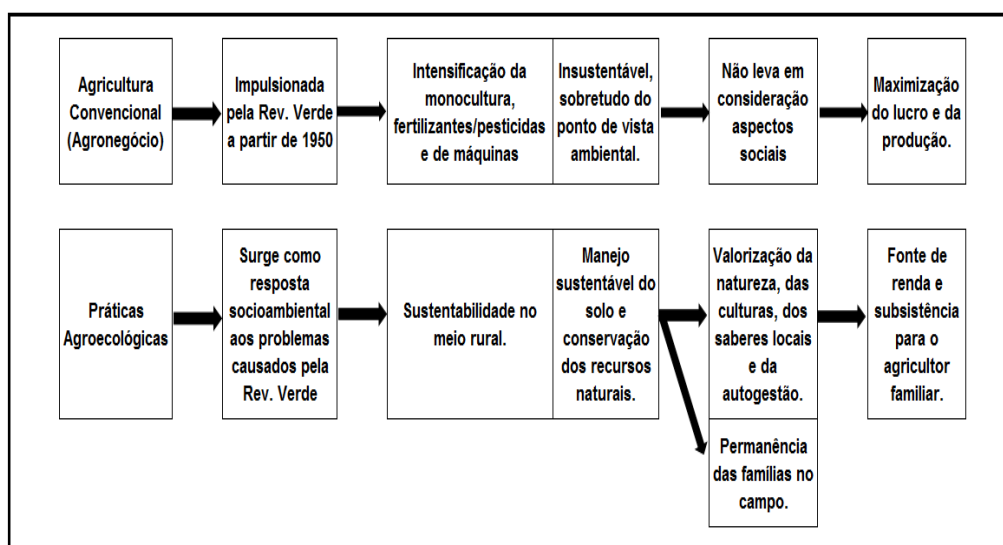 Agricultura
Convencional
(Agronegócio)
Impulsionada
pela Rev. Verde
a partir de 1950
Intensificação da
monocultura,
fertilizantes/pesticidas
e de máquinas
Insustentável,
sobretudo do
ponto de vista
ambiental.
Não leva em
consideração
aspectos
sociais
Maximização
do lucro e da
produção.
Práticas
Agroecológicas
Surge como
resposta
socioambiental
aos problemas
causados pela
Rev. Verde
Sustentabilidade no
meio rural.
Manejo
sustentável do
solo e
conservação
dos recursos
naturais.
Valorização da
natureza, das
culturas, dos
saberes locais
e da
autogestão.
Fonte de
renda e
subsistência
para o
agricultor
familiar.
Permanência
das famílias no
campo.